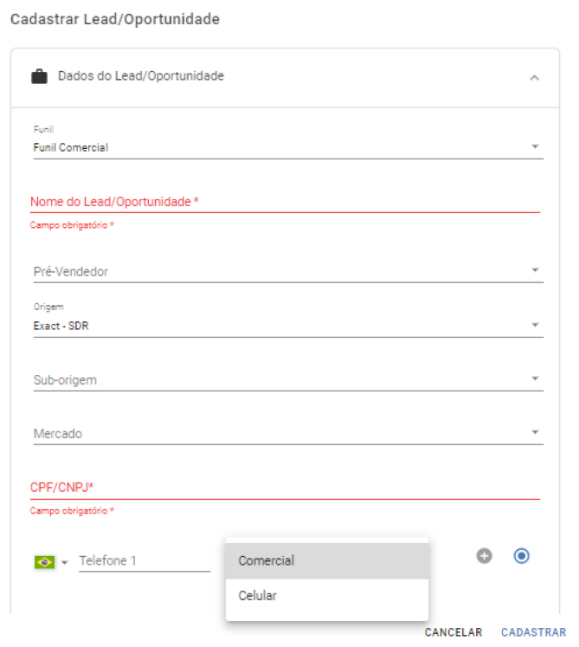 Cadastrar Lead/Oportunidade
Dados do Lead/Oportunidade
Funil
Funil Comercial
Nome do Lead/Oportunidade *
Campo obrigatório *
Pré-Vendedor
Origem
Exact - SDR
Sub-origem
Mercado
CPF/CNPJ*
Campo obrigatório *
Telefone 1
Comercial
Celular
CANCELAR CADASTRAR